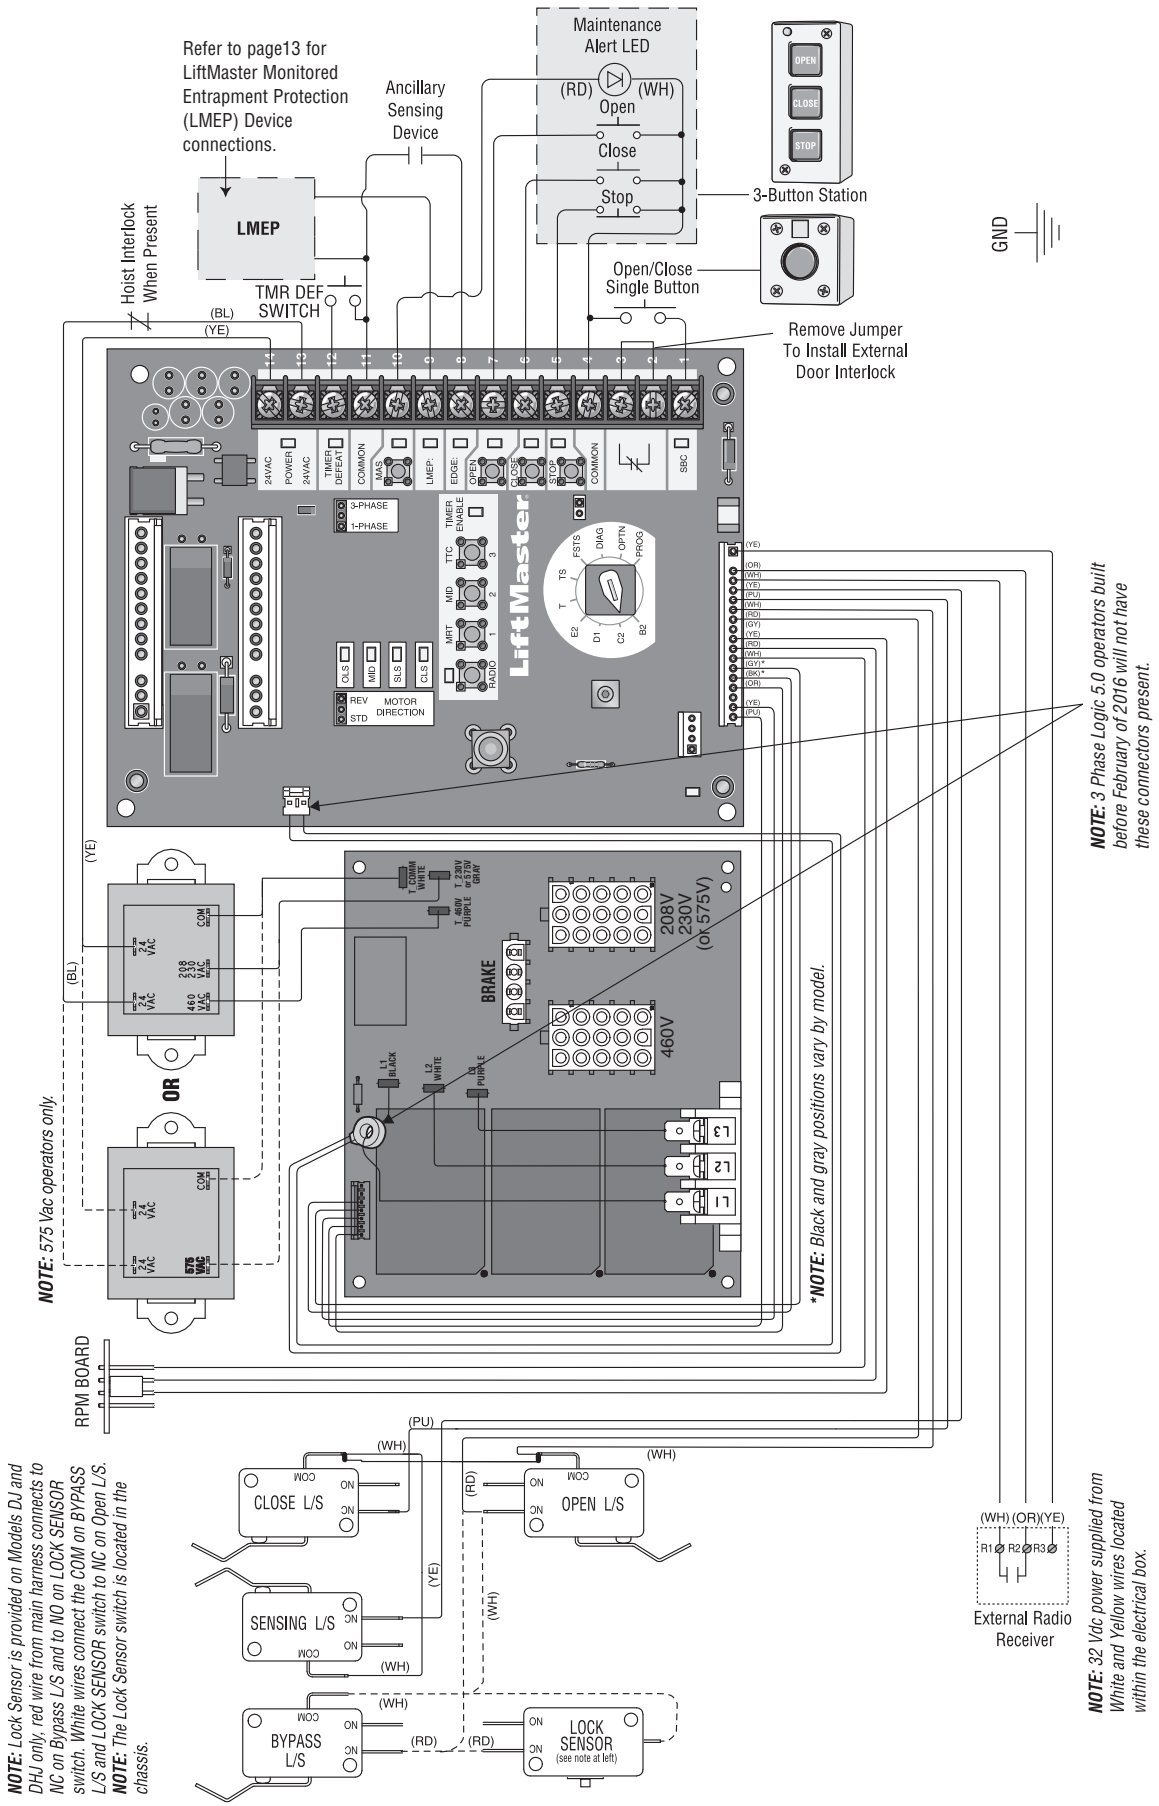 Refer to page13 for
LiftMaster Monitored
Entrapment Protection
(LMEP) Device
connections.
LMEP
Ancillary
Sensing
Device
Maintenance
Alert LED
(RD)
(WH)
Open
Close
Stop
OPEN
CLOSE
STOP
3-Button Station
Open/Close
Single Button
GND
Hoist Interlock
When Present
TMR DEF
SWITCH
(BL)
(YE)
Remove Jumper
To Install External
Door Interlock
14
13
12
11
10
9
8
7
6
5
4
3
2
1
24VAC
POWER
24VAC
TIMER
DEFEAT
COMMON
MAS
LMEP:
EDGE:
OPEN
CLOSE
STOP
COMMON
SBC
3-PHASE
1-PHASE
TIMER
ENABLE
TTC
3
MID
2
MRT
1
RADIO
LiftMaster
FSTS
DIAG
OPTN
PROG
TS
T
E2
D1
C2
B2
OLS
MID
SLS
CLS
REV
STD
MOTOR
DIRECTION
(YE)
(OR)
(WH)
(YE)
(PU)
(WH)
(RD)
(GY)
(YE)
(RD)
(WH)
(GY)*
(BK)*
(OR)
(YE)
(PU)
NOTE: 3 Phase Logic 5.0 operators built
before February of 2016 will not have
these connectors present.
(YE)
(BL)
24
VAC
24
VAC
COM
208
230
VAC
460
VAC
OR
NOTE: 575 Vac operators only.
24
VAC
24
VAC
COM
575
VAC
T_COMM
WHITE
T_230V
or 575V
GRAY
T_460V
PURPLE
BRAKE
208V
230V
(or 575V)
460V
L1
BLACK
L2
WHITE
L3
PURPLE
L3
L2
L1
*NOTE: Black and gray positions vary by model.
RPM BOARD
(PU)
(WH)
(WH)
(RD)
COM
NO
NC
CLOSE L/S
COM
NO
NC
OPEN L/S
(YE)
(WH)
SENSING L/S
NC
NO
COM
(WH)
(WH)
COM
NO
NC
BYPASS
L/S
(RD)
(RD)
NO
NC
LOCK
SENSOR
(see note at left)
(WH)
(OR)
(YE)
R1
R2
R3
External Radio
Receiver
NOTE: Lock Sensor is provided on Models DJ and
DHJ only, red wire from main harness connects to
NC on Bypass L/S and to NO on LOCK SENSOR
switch. White wires connect the COM on BYPASS
L/S and LOCK SENSOR switch to NC on Open L/S.
NOTE: The Lock Sensor switch is located in the
chassis.
NOTE: 32 Vdc power supplied from
White and Yellow wires located
within the electrical box.